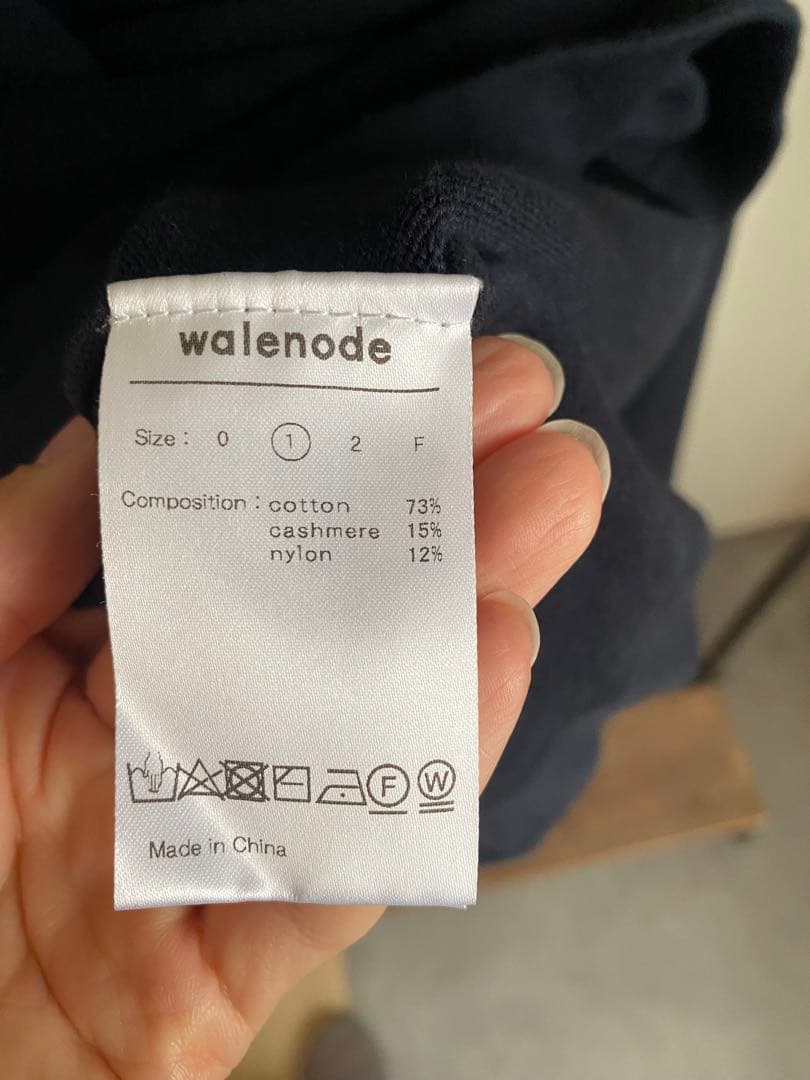 walenode
Size : 0 1 2 F
Composition : cotton 73%
cashmere 15%
nylon 12%
F W
Made in China